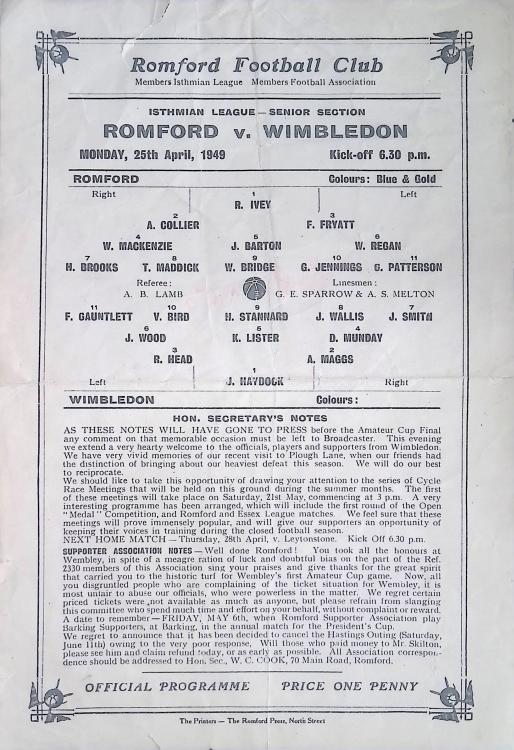 Romford Football Club
Members Isthmian League Members Football Association
ISTHMIAN LEAGUE — SENIOR SECTION
ROMFORD v. WIMBLEDON
MONDAY, 25th April, 1949 Kick-off 6.30 p.m.
ROMFORD Colours: Blue & Gold
Right 1 Left
R. IVEY
2 3
A. COLLIER F. FRYATT
4 5 6
W. MACKENZIE J. BARTON W. REGAN
7 8 9 10 11
H. BROOKS T. MADDICK W. BRIDGE G. JENNINGS G. PATTERSON
Referee: Linesmen:
A. B. LAMB G. E. SPARROW & A. S. MELTON
11 10 9 8 7
F. GAUNTLETT V. BIRD H. STANNARD J. WALLIS J. SMITH
6 5 4
J. WOOD K. LISTER D. MUNDAY
3 2
R. HEAD A. MAGGS
1
Left J. HAYDOCK Right
WIMBLEDON Colours:
HON. SECRETARY'S NOTES
AS THESE NOTES WILL HAVE GONE TO PRESS before the Amateur Cup Final
any comment on that memorable occasion must be left to Broadcaster. This evening
we extend a very hearty welcome to the officials, players and supporters from Wimbledon.
We have very vivid memories of our recent visit to Plough Lane, when our friends had
the distinction of bringing about our heaviest defeat this season. We will do our best
to reciprocate.
We should like to take this opportunity of drawing your attention to the series of Cycle
Race Meetings that will be held on this ground during the summer months. The first
of these meetings will take place on Saturday, 21st May, commencing at 3 p.m. A very
interesting programme has been arranged, which will include the first round of the Open
"Medal" Competition, and Romford and Essex League matches. We feel sure that these
meetings will prove immensely popular, and will give our supporters an opportunity of
keeping their voices in training during the closed football season.
NEXT HOME MATCH — Thursday, 28th April, v. Leytonstone. Kick Off 6.30 p.m.
SUPPORTER ASSOCIATION NOTES — Well done Romford! You took all the honours at
Wembley, in spite of a meagre ration of luck and doubtful bias on the part of the Ref.
2330 members of this Association sing your praises and give thanks for the great spirit
that carried you to the historic turf for Wembley's first Amateur Cup game. Now, all
you disgruntled people who are complaining of the ticket situation for Wembley, it is
most unfair to abuse our officials, who were powerless in the matter. We regret certain
priced tickets were not available as much as anyone, but please refrain from slanging
this committee who spend much time and effort on your behalf, without complaint or reward.
A date to remember — FRIDAY, MAY 6th, when Romford Supporter Association play
Barking Supporters, at Barking, in the annual match for the President's Cup.
We regret to announce that it has been decided to cancel the Hastings Outing (Saturday,
June 11th) owing to the very poor response, Will those who paid money to Mr. Skilton,
please see him and claim refund today, or as early as possible. All Association correspon-
dence should be addressed to Hon. Sec., W. C. COOK, 70 Main Road, Romford.
OFFICIAL PROGRAMME PRICE ONE PENNY
The Printers — The Romford Press, North Street